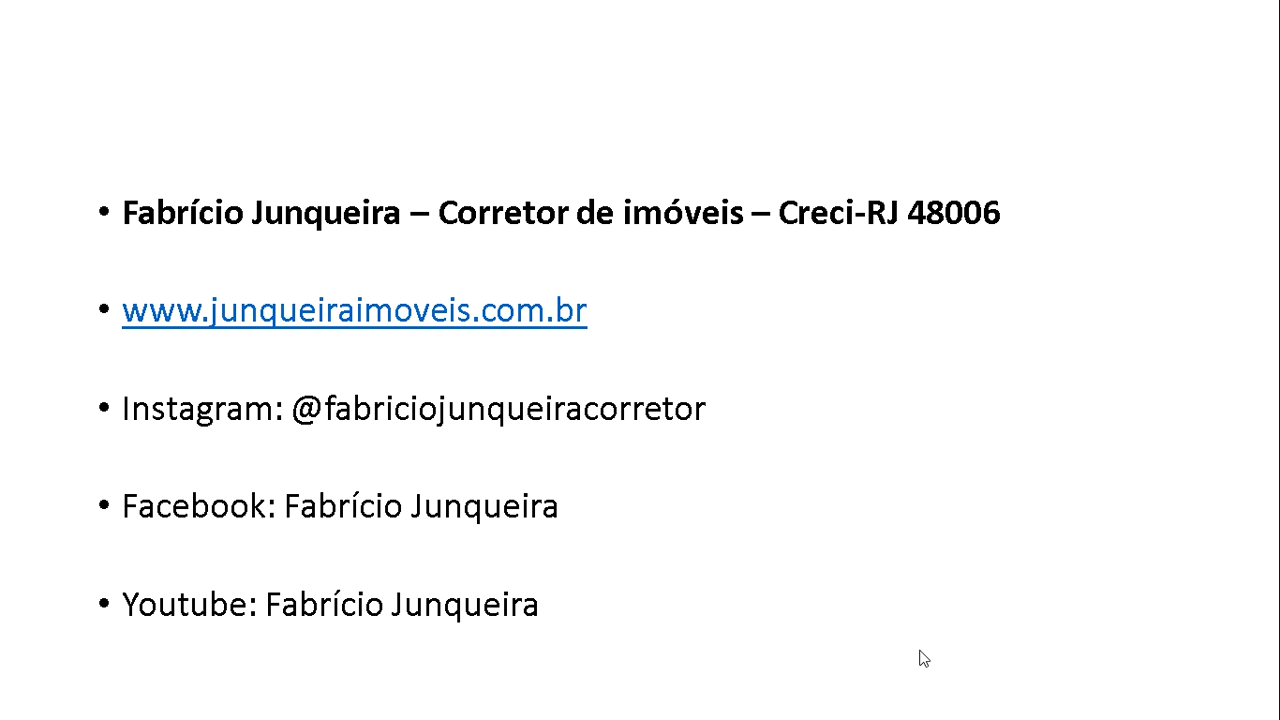 • Fabrício Junqueira – Corretor de imóveis – Creci-RJ 48006
• www.junqueiraimoveis.com.br
• Instagram: @fabriciojunqueiracorretor
• Facebook: Fabrício Junqueira
• Youtube: Fabrício Junqueira